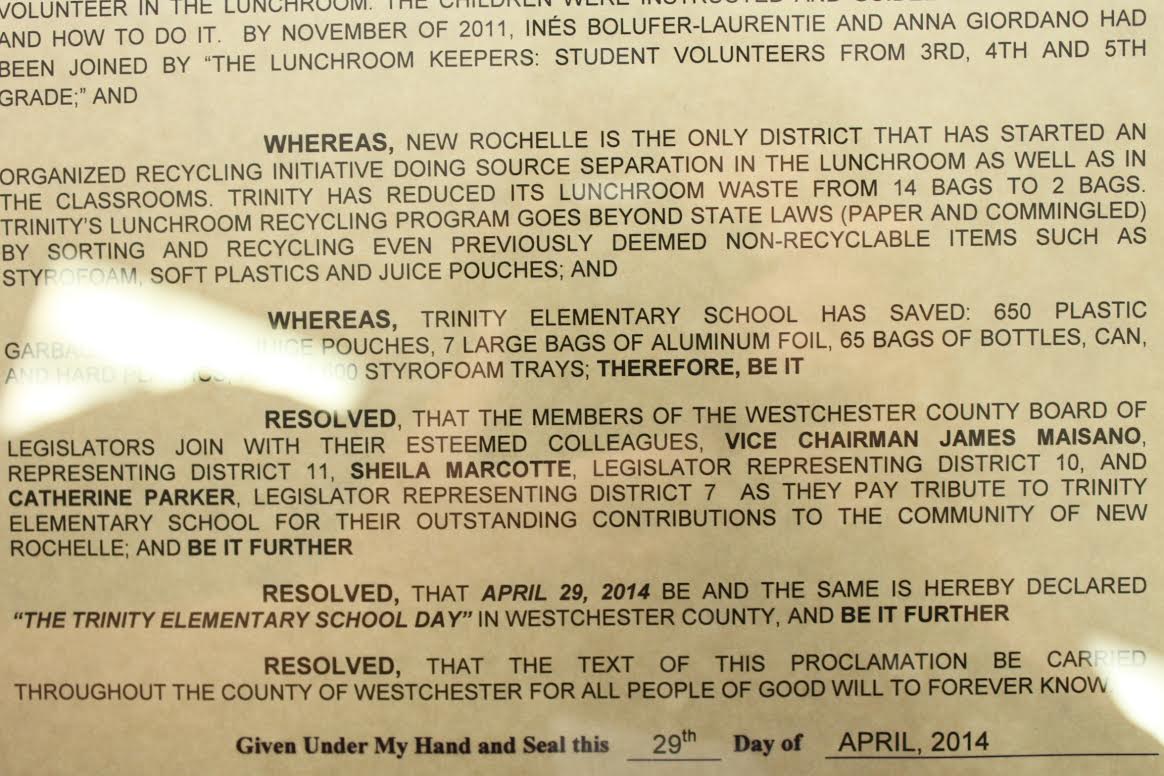 VOLUNTEER IN THE LUNCHROOM. THE CHILDREN WERE INSTRUCTED AND
AND HOW TO DO IT. BY NOVEMBER OF 2011, INÉS BOLUFER-LAURENTIE AND ANNA GIORDANO HAD
BEEN JOINED BY “THE LUNCHROOM KEEPERS: STUDENT VOLUNTEERS FROM 3RD, 4TH AND 5TH
GRADE;” AND
WHEREAS, NEW ROCHELLE IS THE ONLY DISTRICT THAT HAS STARTED AN
ORGANIZED RECYCLING INITIATIVE DOING SOURCE SEPARATION IN THE LUNCHROOM AS WELL AS IN
THE CLASSROOMS. TRINITY HAS REDUCED ITS LUNCHROOM WASTE FROM 14 BAGS TO 2 BAGS.
TRINITY’S LUNCHROOM RECYCLING PROGRAM GOES BEYOND STATE LAWS (PAPER AND COMMINGLED)
BY SORTING AND RECYCLING EVEN PREVIOUSLY DEEMED NON-RECYCLABLE ITEMS SUCH AS
STYROFOAM, SOFT PLASTICS AND JUICE POUCHES; AND
WHEREAS, TRINITY ELEMENTARY SCHOOL HAS SAVED: 650 PLASTIC
JUICE POUCHES, 7 LARGE BAGS OF ALUMINUM FOIL, 65 BAGS OF BOTTLES, CAN,
AND HARD STYROFOAM TRAYS; THEREFORE, BE IT
RESOLVED, THAT THE MEMBERS OF THE WESTCHESTER COUNTY BOARD OF
LEGISLATORS JOIN WITH THEIR ESTEEMED COLLEAGUES, VICE CHAIRMAN JAMES MAISANO,
REPRESENTING DISTRICT 11, SHEILA MARCOTTE, LEGISLATOR REPRESENTING DISTRICT 10, AND
CATHERINE PARKER, LEGISLATOR REPRESENTING DISTRICT 7 AS THEY PAY TRIBUTE TO TRINITY
ELEMENTARY SCHOOL FOR THEIR OUTSTANDING CONTRIBUTIONS TO THE COMMUNITY OF NEW
ROCHELLE; AND BE IT FURTHER
RESOLVED, THAT APRIL 29, 2014 BE AND THE SAME IS HEREBY DECLARED
“THE TRINITY ELEMENTARY SCHOOL DAY” IN WESTCHESTER COUNTY, AND BE IT FURTHER
RESOLVED, THAT THE TEXT OF THIS PROCLAMATION BE CARRIED
THROUGHOUT THE COUNTY OF WESTCHESTER FOR ALL PEOPLE OF GOOD WILL TO FOREVER KNOW
Given Under My Hand and Seal this 29th Day of APRIL, 2014